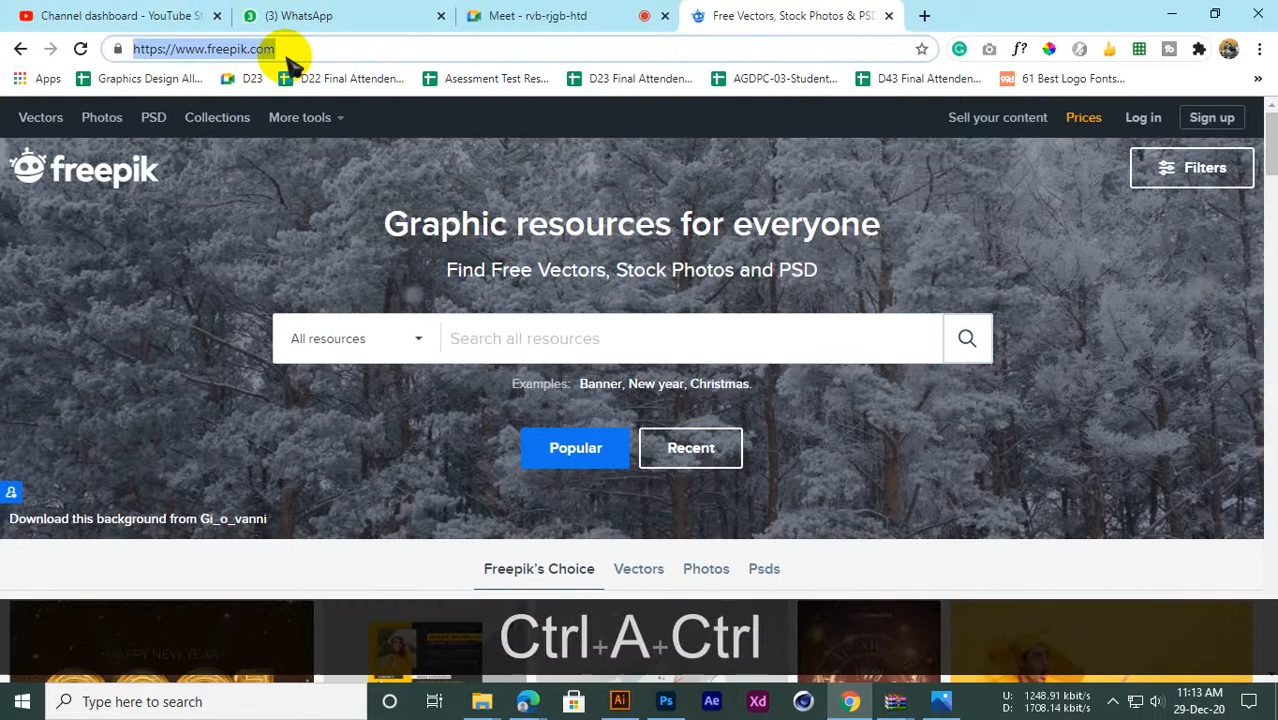 Channel dashboard - YouTube St
(3) WhatsApp
Meet - rvb-rjgb-htd
Free Vectors, Stock Photos & PSD
https://www.freepik.com
Apps
Graphics Design All...
D23
D22 Final Attenden...
Asessment Test Res...
D23 Final Attenden...
AGDPC-03-Student...
D43 Final Attenden...
61 Best Logo Fonts...
Vectors
Photos
PSD
Collections
More tools
Sell your content
Prices
Log in
Sign up
freepik
Filters
Graphic resources for everyone
Find Free Vectors, Stock Photos and PSD
All resources
Search all resources
Examples: Banner, New year, Christmas.
Popular
Recent
Download this background from Gi_o_vanni
Freepik's Choice
Vectors
Photos
Psds
HAPPY NEW YEAR
Ctrl+A+Ctrl
Type here to search
U: 1248.91 kbit/s
D: 1708.14 kbit/s
11:13 AM
29-Dec-20